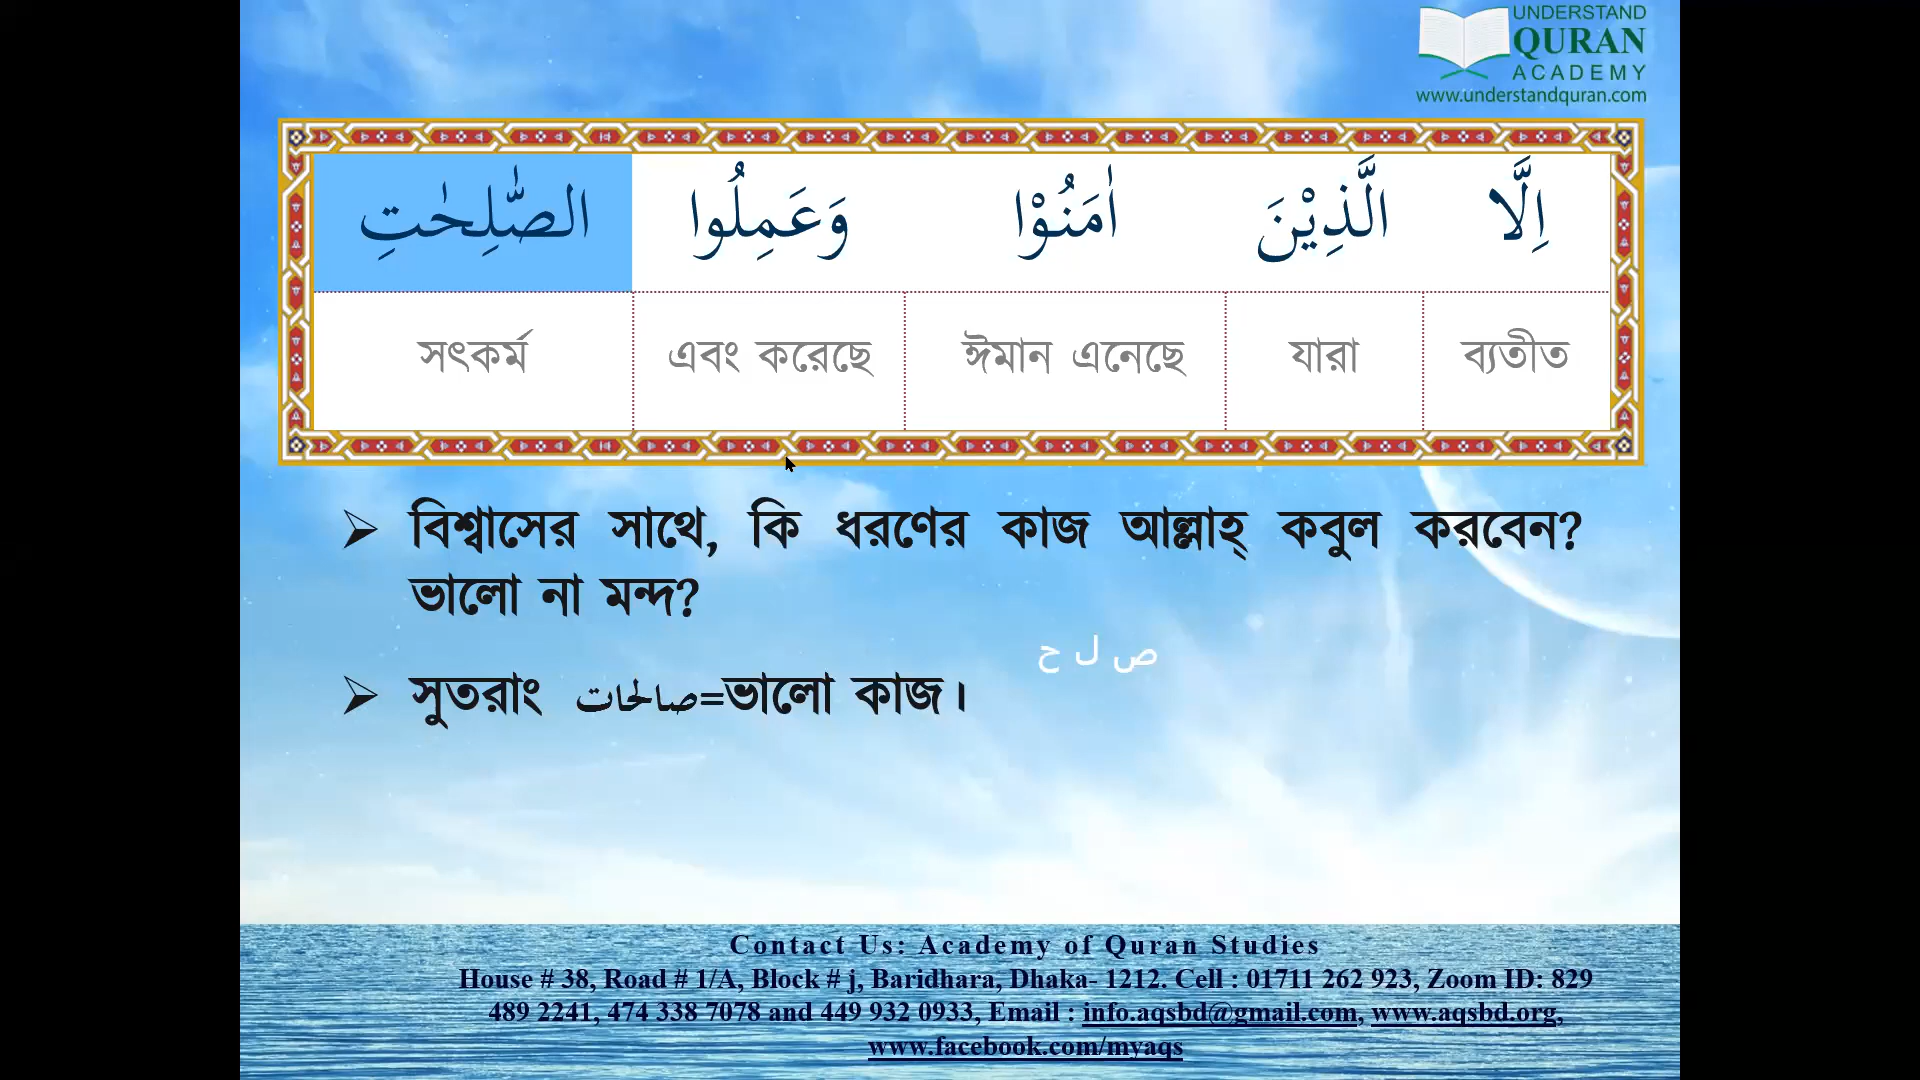 UNDERSTAND
QURAN
ACADEMY
www.understandquran.com
اِلَّا الَّذِيْنَ اٰمَنُوْا وَعَمِلُوا الصّٰلِحٰتِ
সৎকর্ম এবং করেছে ঈমান এনেছে যারা ব্যতীত
➢ বিশ্বাসের সাথে, কি ধরণের কাজ আল্লাহ্ কবুল করবেন?
ভালো না মন্দ?
ص ل ح
➢ সুতরাং صالحات=ভালো কাজ।
Contact Us: Academy of Quran Studies
House # 38, Road # 1/A, Block # j, Baridhara, Dhaka- 1212. Cell : 01711 262 923, Zoom ID: 829
489 2241, 474 338 7078 and 449 932 0933, Email : info.aqsbd@gmail.com, www.aqsbd.org,
www.facebook.com/myaqs